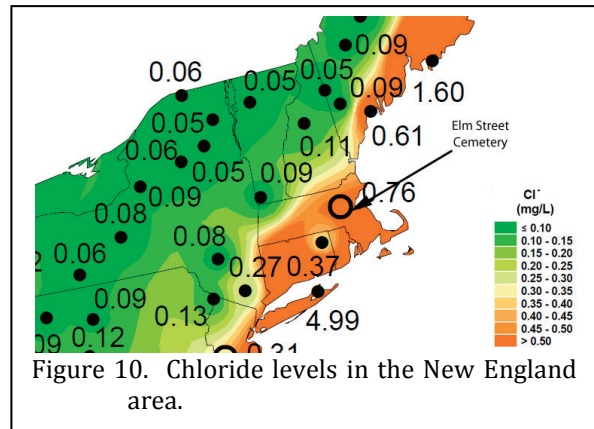 0.09
0.06
0.05
0.05
0.09
1.60
0.05
0.61
Elm Street
Cemetery
0.06
0.11
0.05
0.09
0.76
0.09
Cl⁻
(mg/L)
≤ 0.10
0.10 - 0.15
0.15 - 0.20
0.20 - 0.25
0.25 - 0.30
0.30 - 0.35
0.35 - 0.40
0.40 - 0.45
0.45 - 0.50
> 0.50
0.08
0.08
0.06
0.27
0.37
0.09
0.13
4.99
0.12
09
Figure 10. Chloride levels in the New England
area.